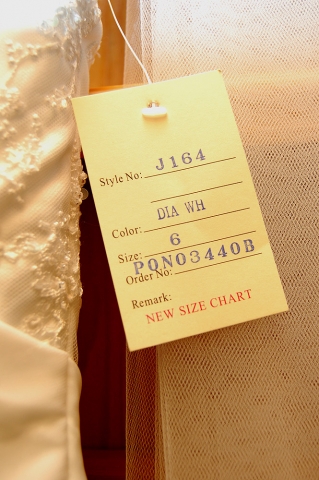 Style No: J164
Color: DIA WH
Size: 6
Order No: PON03440B
Remark:
NEW SIZE CHART